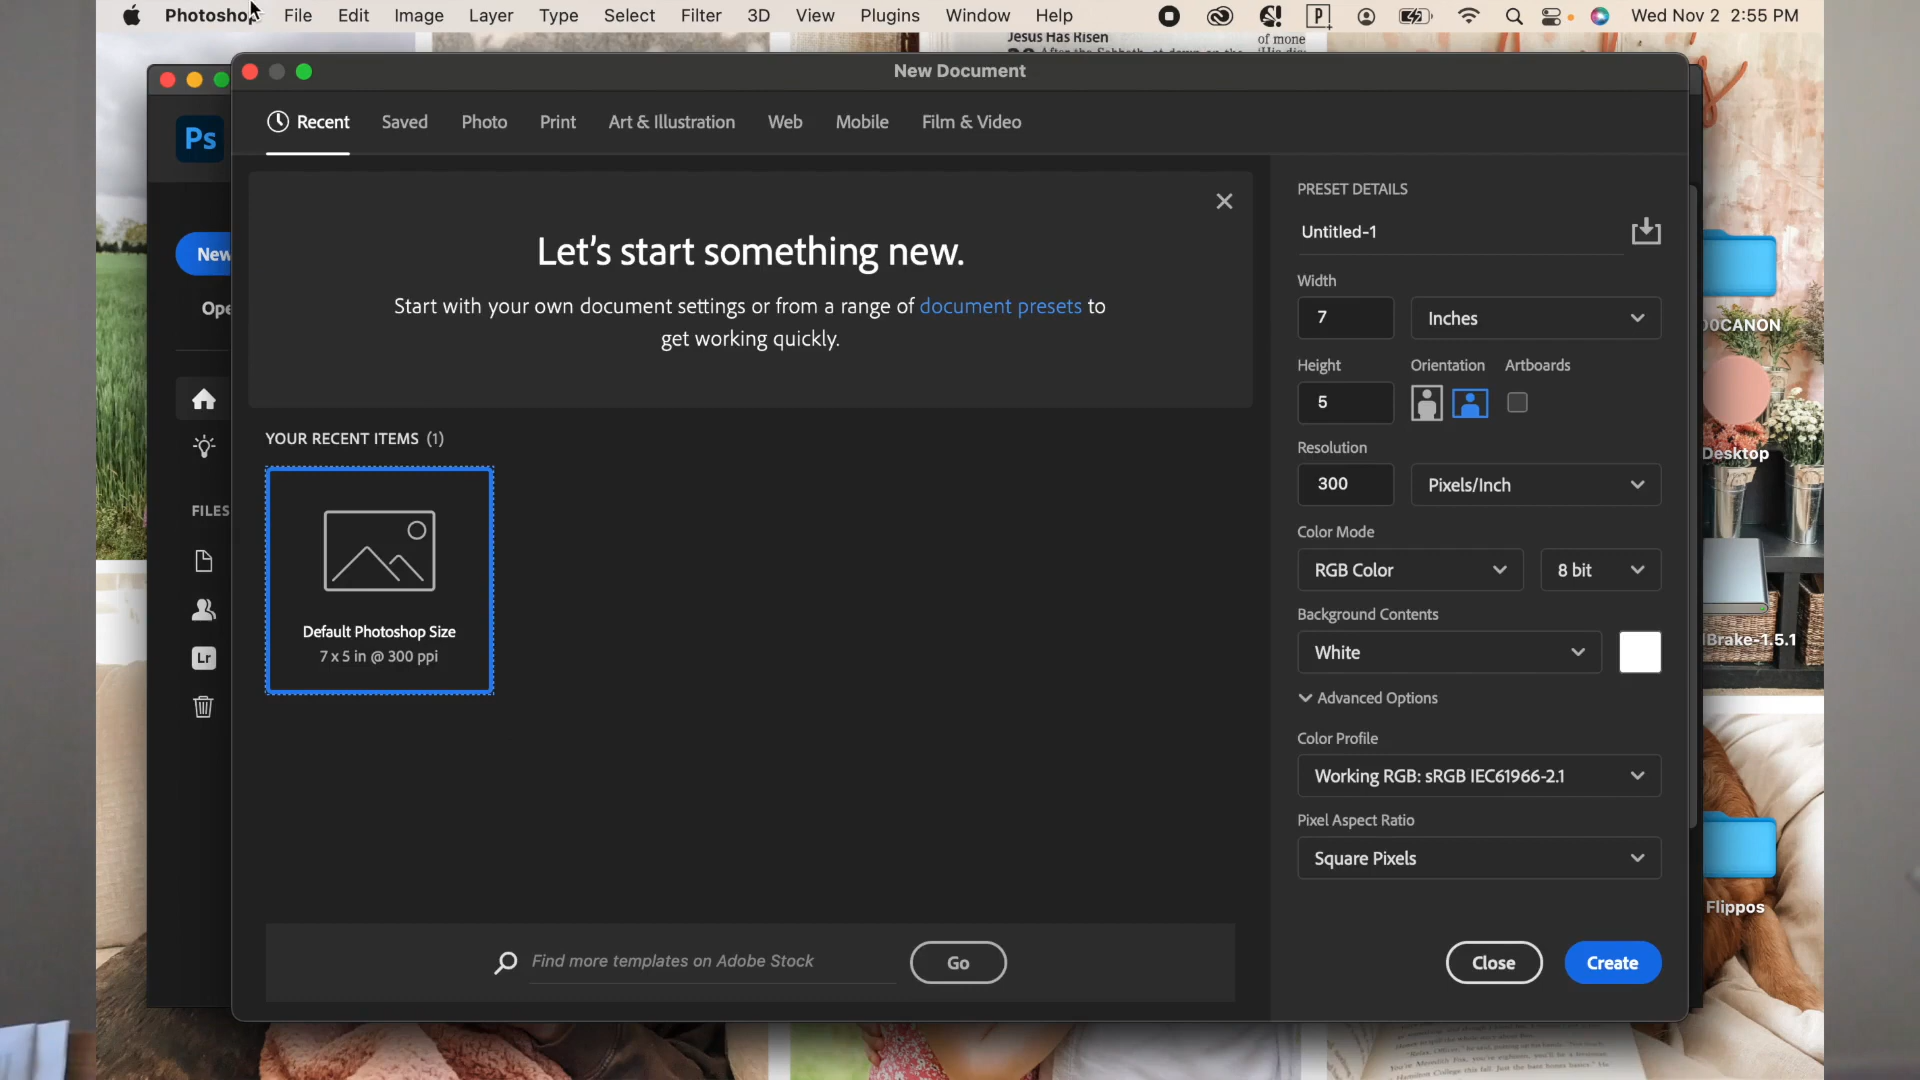 Photoshop File Edit Image Layer Type Select Filter 3D View Plugins Window Help Wed Nov 2 2:55 PM
Jesus Has Risen
of mone
New Document
Ps
Recent Saved Photo Print Art & Illustration Web Mobile Film & Video
New
Ope
FILES
Lr
Let's start something new.
Start with your own document settings or from a range of document presets to
get working quickly.
YOUR RECENT ITEMS (1)
Default Photoshop Size
7 x 5 in @ 300 ppi
Find more templates on Adobe Stock
Go
PRESET DETAILS
Untitled-1
Width
7 Inches
Height Orientation Artboards
5
Resolution
300 Pixels/Inch
Color Mode
RGB Color 8 bit
Background Contents
White
Advanced Options
Color Profile
Working RGB: sRGB IEC61966-2.1
Pixel Aspect Ratio
Square Pixels
Close Create
00CANON
Desktop
Brake-1.5.1
Flippos